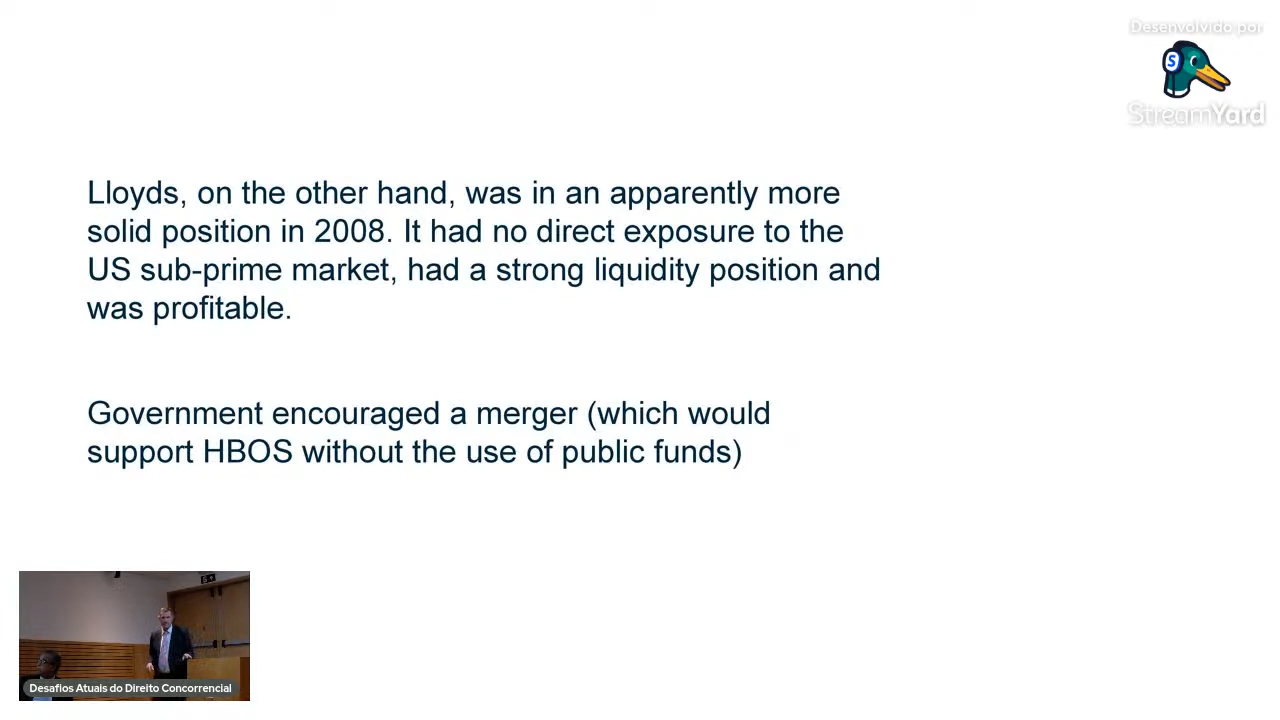 Desenvolvido por
S
StreamYard
Lloyds, on the other hand, was in an apparently more
solid position in 2008. It had no direct exposure to the
US sub-prime market, had a strong liquidity position and
was profitable.
Government encouraged a merger (which would
support HBOS without the use of public funds)
Desafios Atuais do Direito Concorrencial